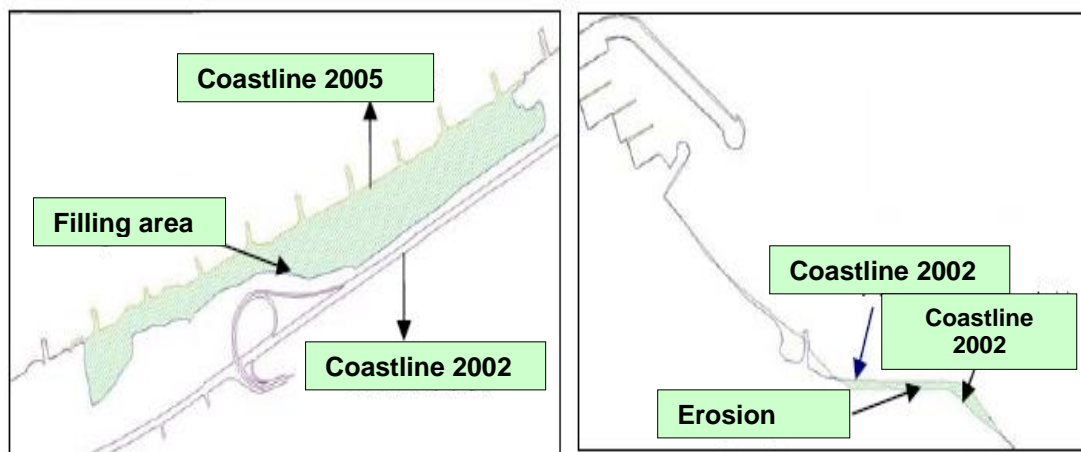 Coastline 2005
Filling area
Coastline 2002
Coastline 2002
Coastline
2002
Erosion